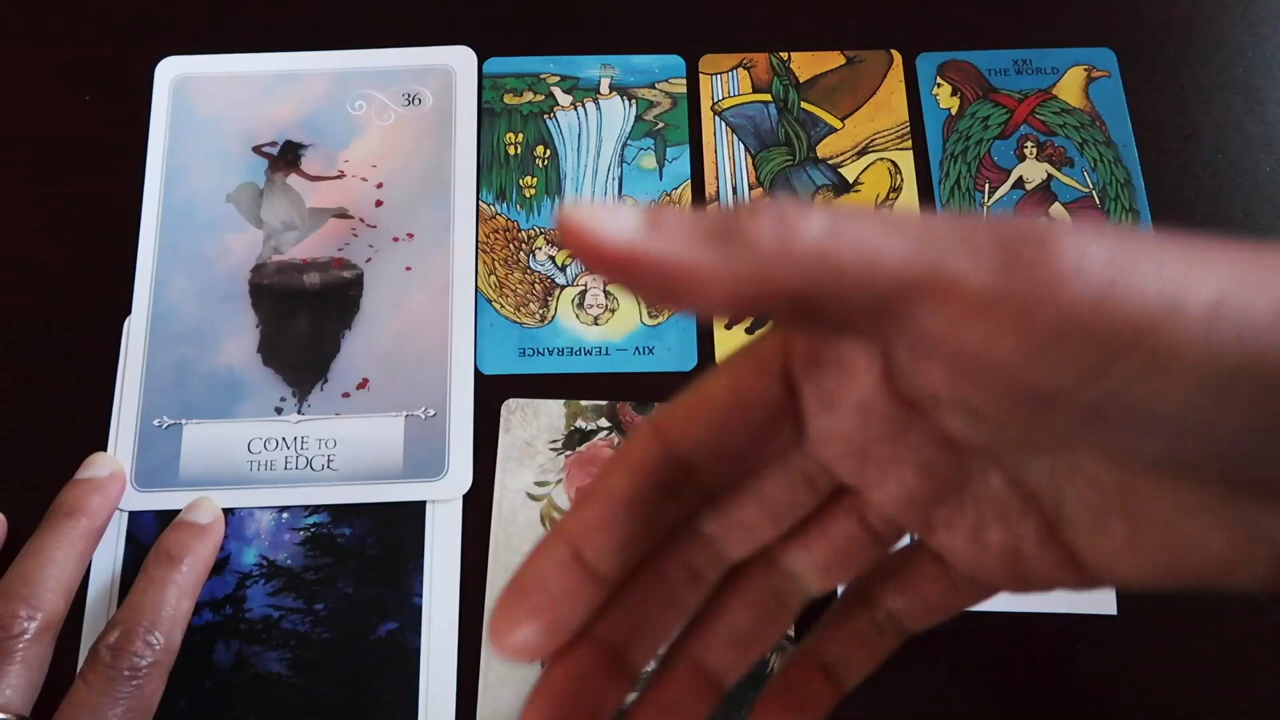 36
COME TO
THE EDGE
XIV — TEMPERANCE
XXI
THE WORLD